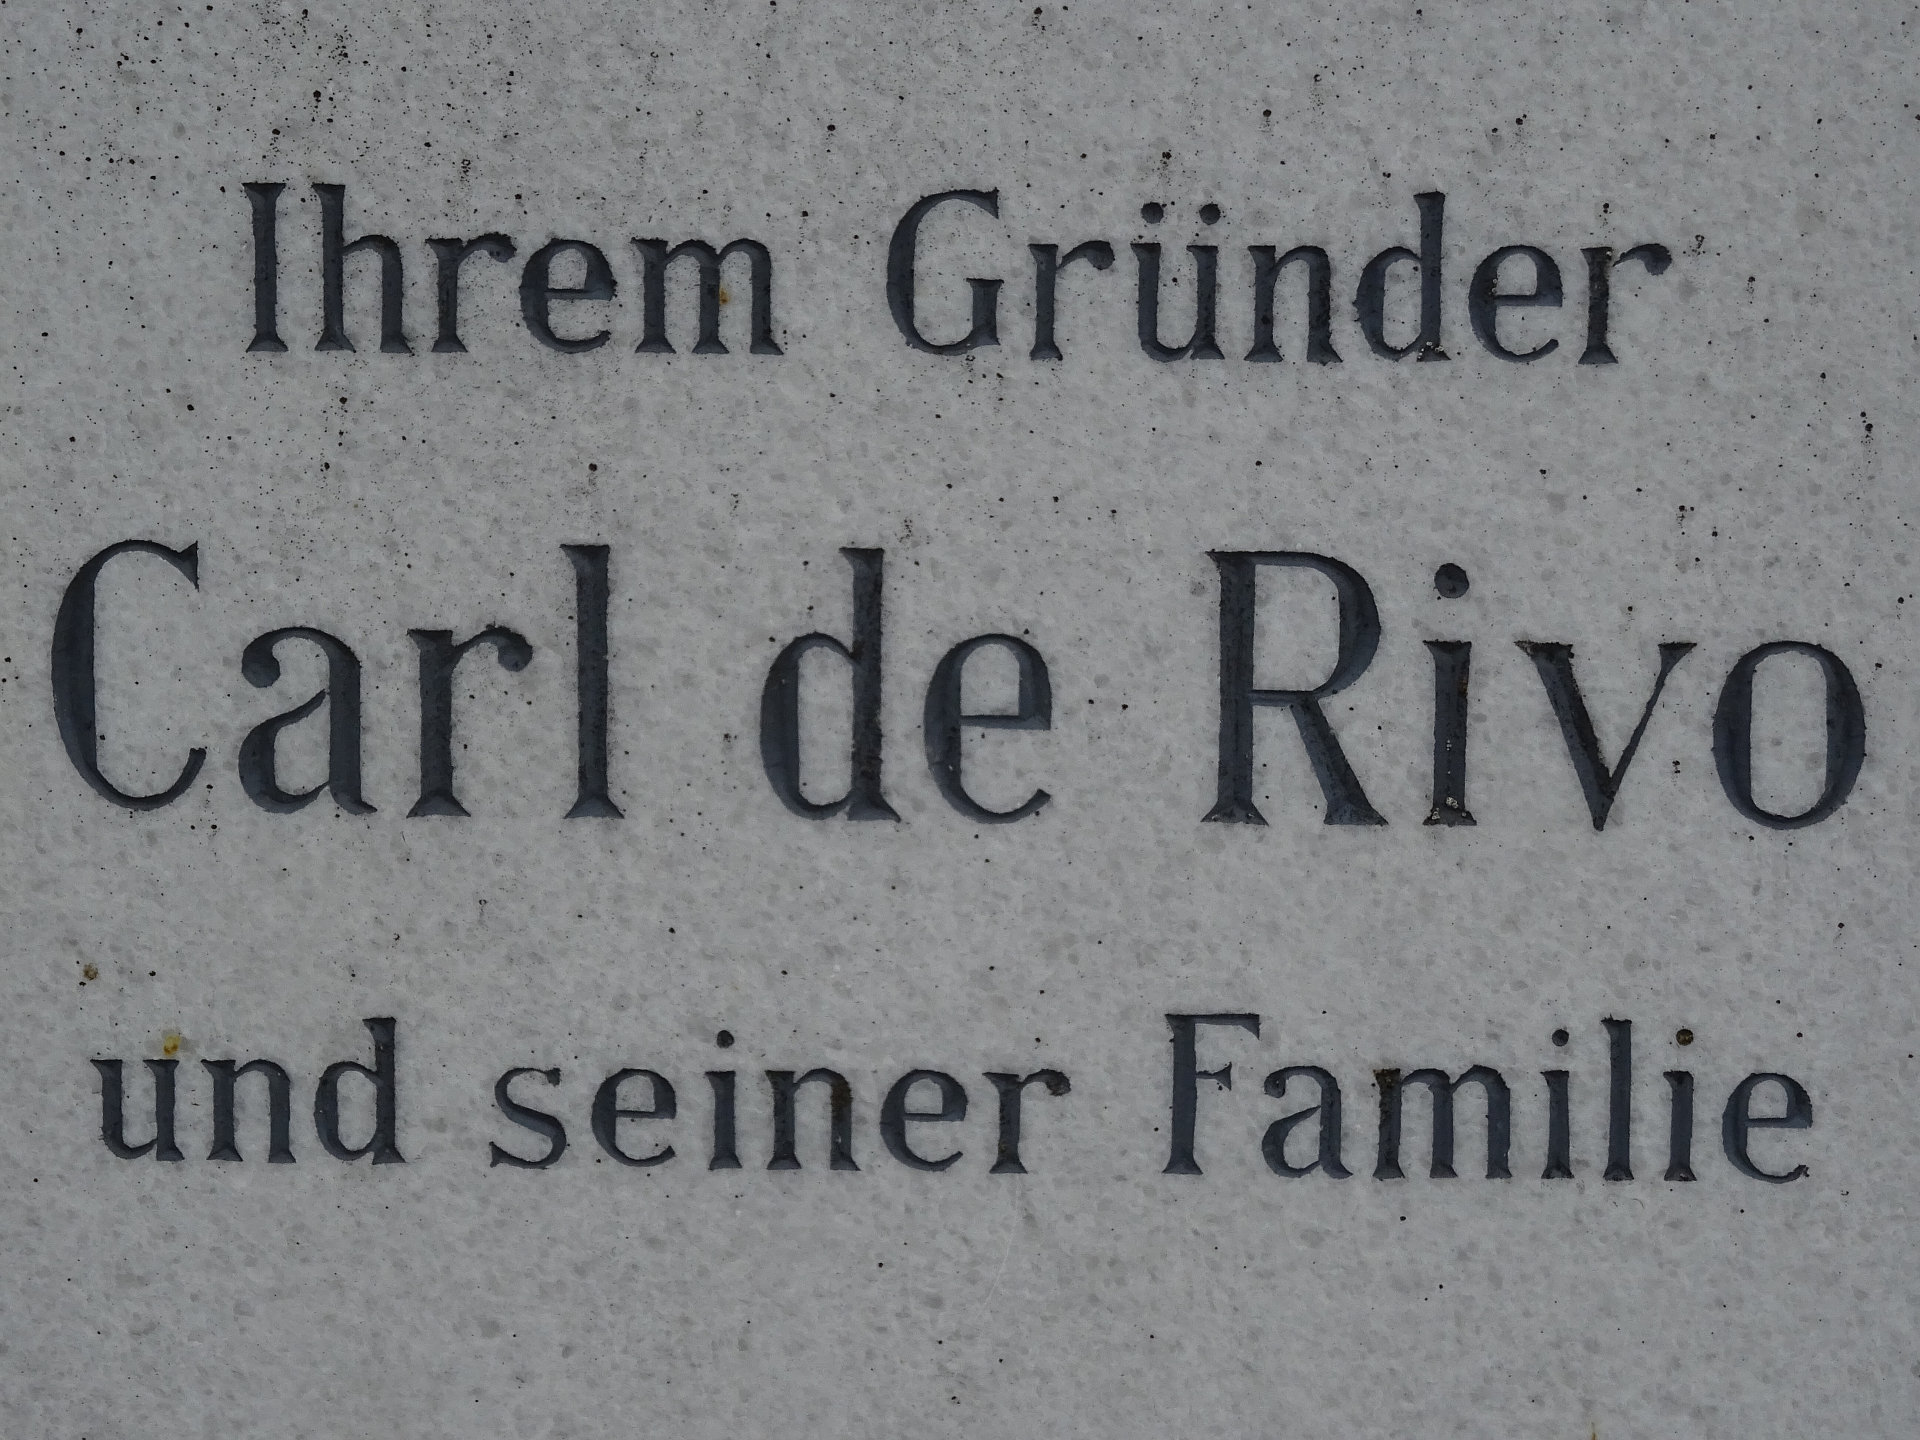 Ihrem Gründer
Carl de Rivo
und seiner Familie